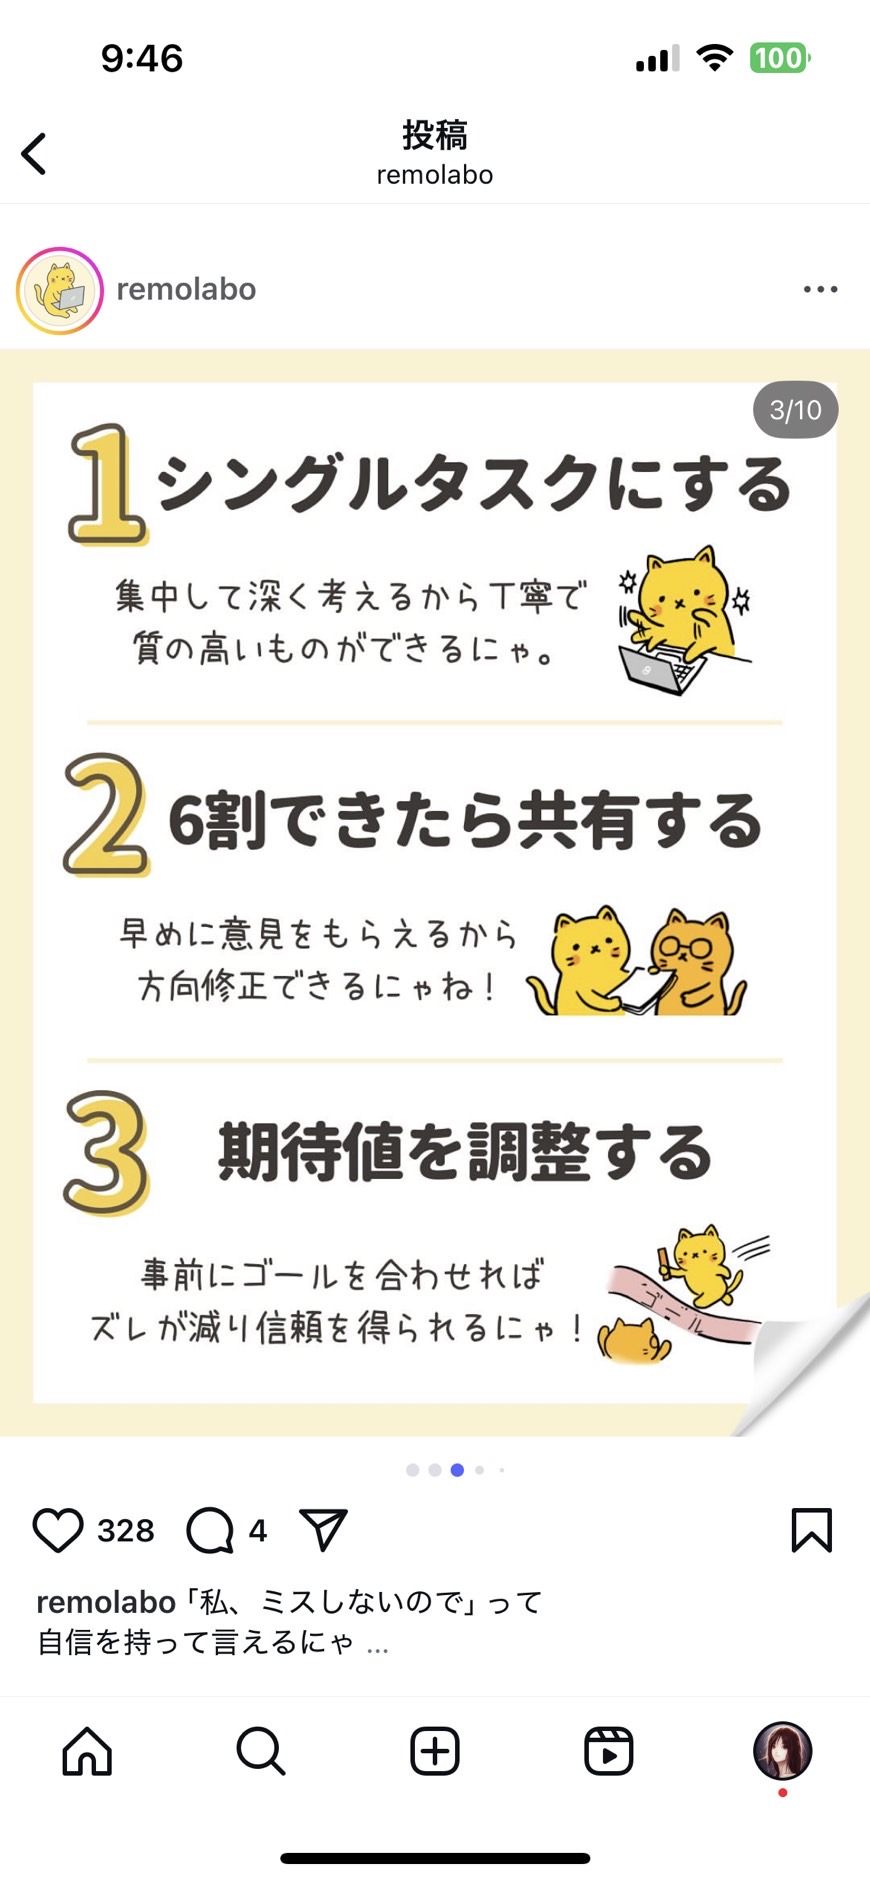 9:46
100
投稿
remolabo
remolabo
3/10
1 シングルタスクにする
集中して深く考えるから丁寧で
質の高いものができるにゃ。
2 6割できたら共有する
早めに意見をもらえるから
方向修正できるにゃね！
3 期待値を調整する
事前にゴールを合わせれば
ズレが減り信頼を得られるにゃ！
ゴール
328
4
remolabo「私、ミスしないので」って
自信を持って言えるにゃ ...